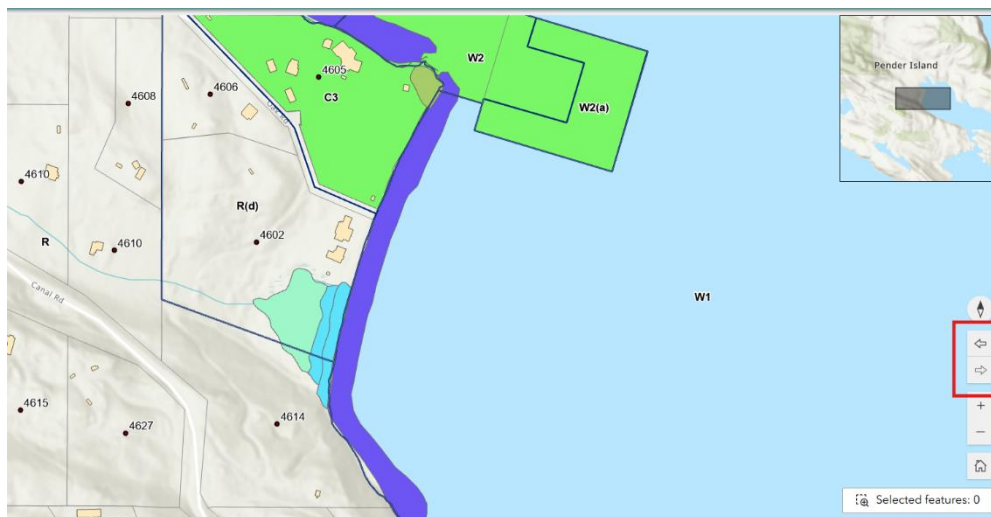 W2
Pender Island
4605
4606
C3
4608
W2(a)
4610
R(d)
4602
R
4610
Canal Rd
W1
4615
4614
4627
+
−
Selected features: 0